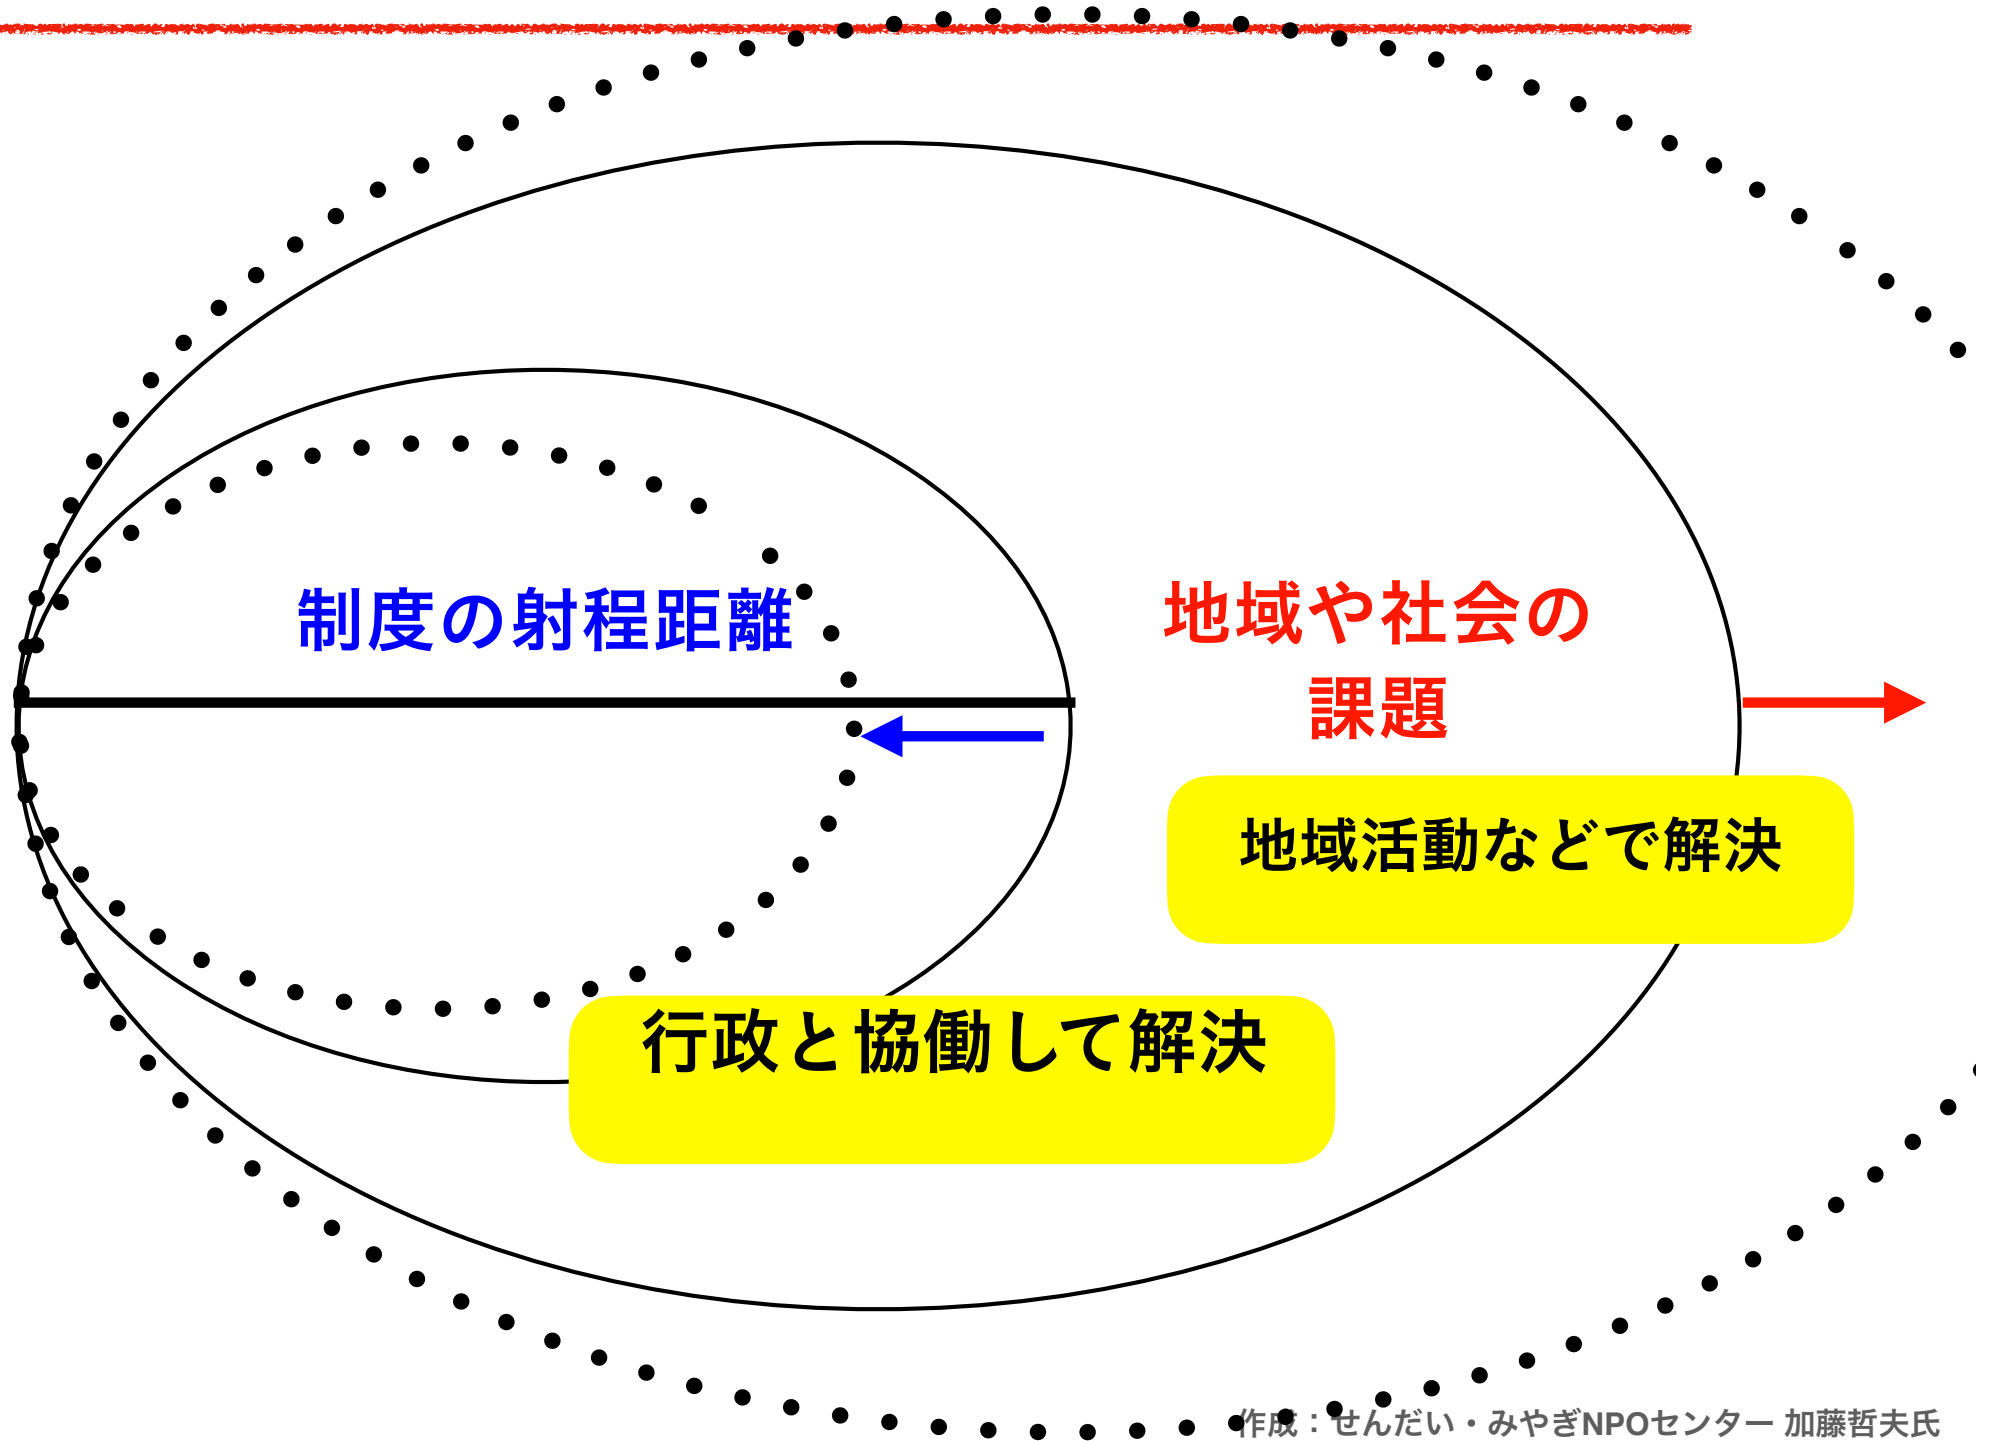 制度の射程距離
地域や社会の
課題
地域活動などで解決
行政と協働して解決
作成：せんだい・みやぎNPOセンター 加藤哲夫氏